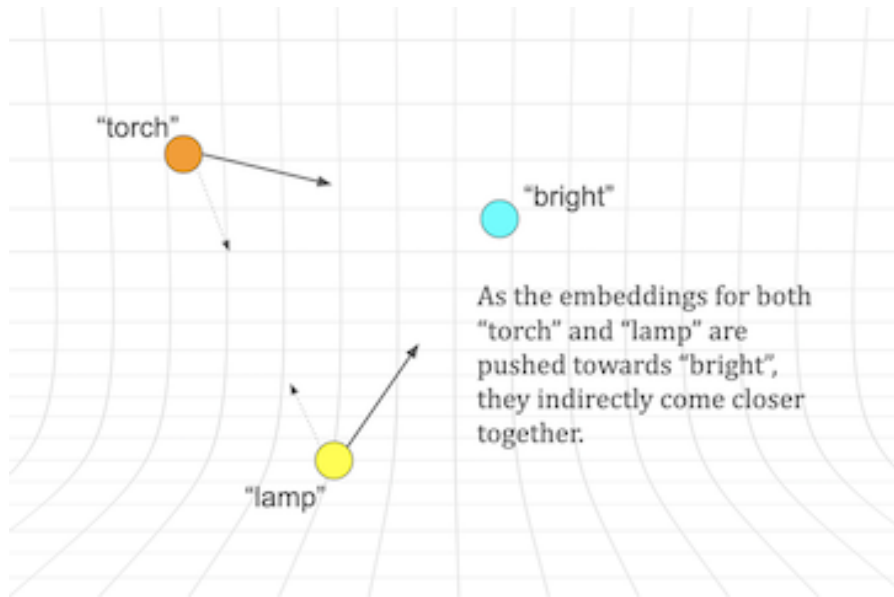 “torch”
“bright”
As the embeddings for both
“torch” and “lamp” are
pushed towards “bright”,
they indirectly come closer
together.
“lamp”